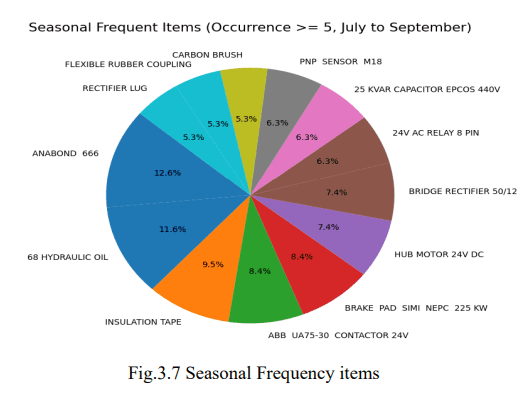 Seasonal Frequent Items (Occurrence >= 5, July to September)
CARBON BRUSH
PNP  SENSOR  M18
FLEXIBLE RUBBER COUPLING
RECTIFIER LUG
25 KVAR CAPACITOR EPCOS 440V
5.3%
6.3%
5.3%
5.3%
6.3%
24V AC RELAY 8 PIN
ANABOND  666
6.3%
12.6%
7.4%
BRIDGE RECTIFIER 50/12
11.6%
7.4%
68 HYDRAULIC OIL
HUB MOTOR 24V DC
9.5%
8.4%
8.4%
BRAKE  PAD  SIMI  NEPC  225 KW
INSULATION TAPE
ABB  UA75-30  CONTACTOR 24V
Fig.3.7 Seasonal Frequency items